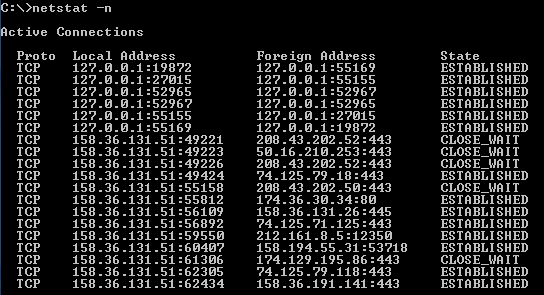 C:\>netstat -n
Active Connections
Proto Local Address Foreign Address State
TCP 127.0.0.1:19872 127.0.0.1:55169 ESTABLISHED
TCP 127.0.0.1:27015 127.0.0.1:55155 ESTABLISHED
TCP 127.0.0.1:52965 127.0.0.1:52967 ESTABLISHED
TCP 127.0.0.1:52967 127.0.0.1:52965 ESTABLISHED
TCP 127.0.0.1:55155 127.0.0.1:27015 ESTABLISHED
TCP 127.0.0.1:55169 127.0.0.1:19872 ESTABLISHED
TCP 158.36.131.51:49221 208.43.202.52:443 CLOSE_WAIT
TCP 158.36.131.51:49223 50.16.210.253:443 CLOSE_WAIT
TCP 158.36.131.51:49226 208.43.202.52:443 CLOSE_WAIT
TCP 158.36.131.51:49424 74.125.79.18:443 ESTABLISHED
TCP 158.36.131.51:55158 208.43.202.50:443 CLOSE_WAIT
TCP 158.36.131.51:55812 174.36.30.34:80 ESTABLISHED
TCP 158.36.131.51:56109 158.36.131.26:445 ESTABLISHED
TCP 158.36.131.51:56892 74.125.71.125:443 ESTABLISHED
TCP 158.36.131.51:59550 212.161.8.5:12350 ESTABLISHED
TCP 158.36.131.51:60407 158.194.55.31:53718 ESTABLISHED
TCP 158.36.131.51:61306 174.129.195.86:443 CLOSE_WAIT
TCP 158.36.131.51:62305 74.125.79.118:443 ESTABLISHED
TCP 158.36.131.51:62434 158.36.191.141:443 ESTABLISHED